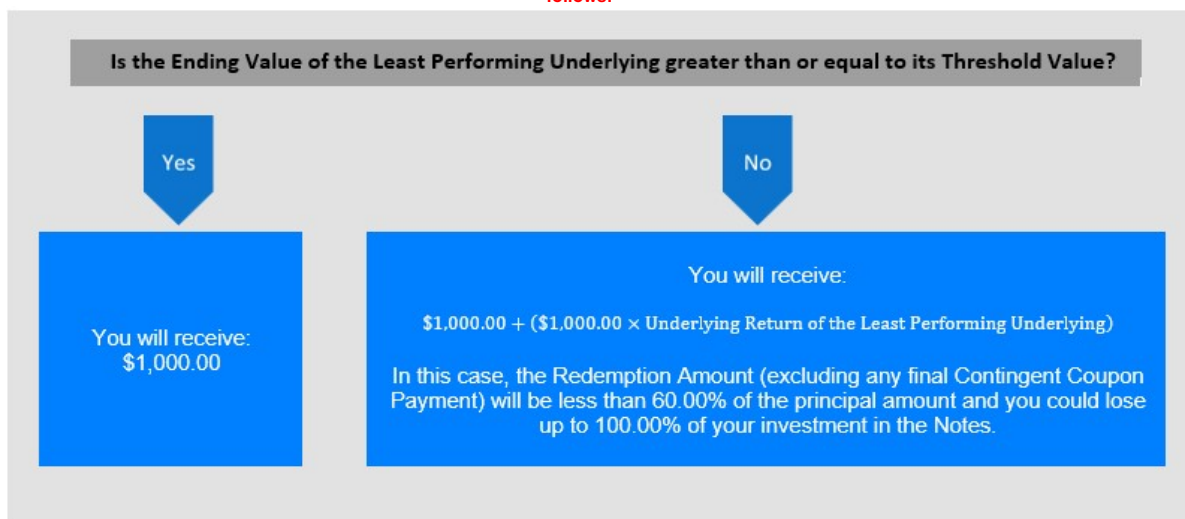 follows:
Is the Ending Value of the Least Performing Underlying greater than or equal to its Threshold Value?
Yes
No
You will receive:
$1,000.00
You will receive:
$1,000.00 + ($1,000.00 × Underlying Return of the Least Performing Underlying)
In this case, the Redemption Amount (excluding any final Contingent Coupon
Payment) will be less than 60.00% of the principal amount and you could lose
up to 100.00% of your investment in the Notes.